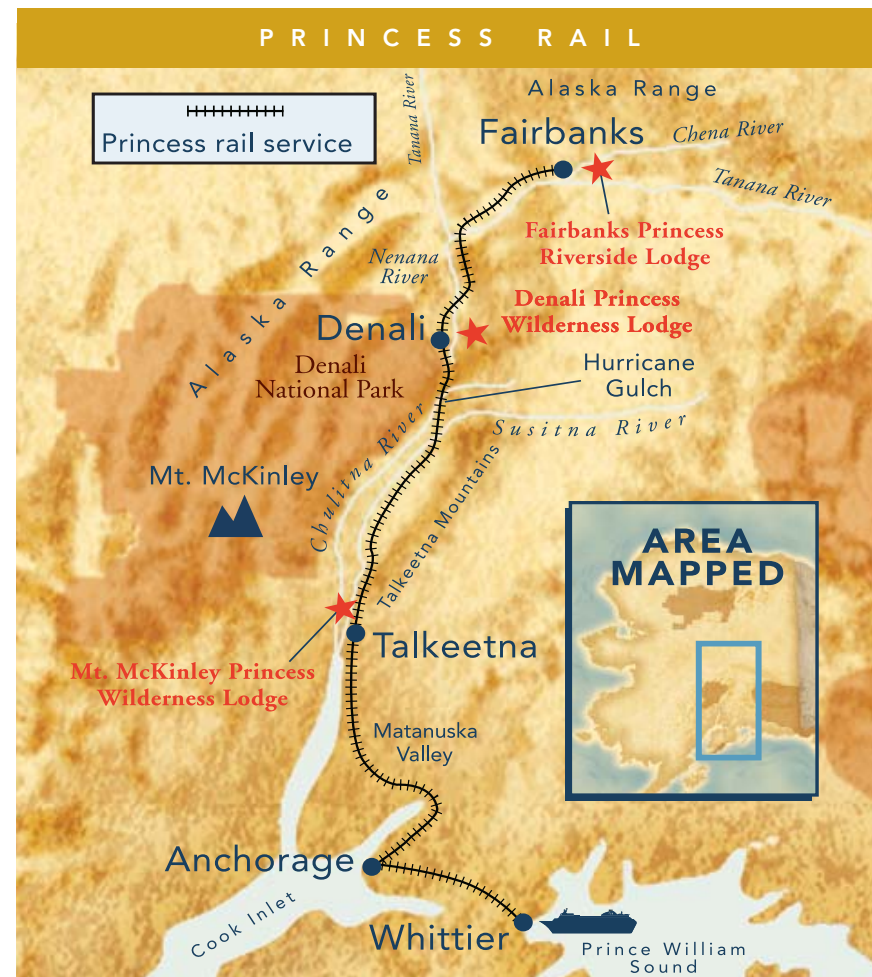 PRINCESS RAIL
Princess rail service
Tanana River
Alaska Range
Fairbanks
Chena River
Tanana River
Fairbanks Princess
Riverside Lodge
Alaska Range
Nenana
River
Denali Princess
Wilderness Lodge
Denali
Denali
National Park
Hurricane
Gulch
Chulitna River
Susitna River
Mt. McKinley
Talkeetna Mountains
AREA
MAPPED
Talkeetna
Mt. McKinley Princess
Wilderness Lodge
Matanuska
Valley
Anchorage
Cook Inlet
Whittier
Prince William
Sound